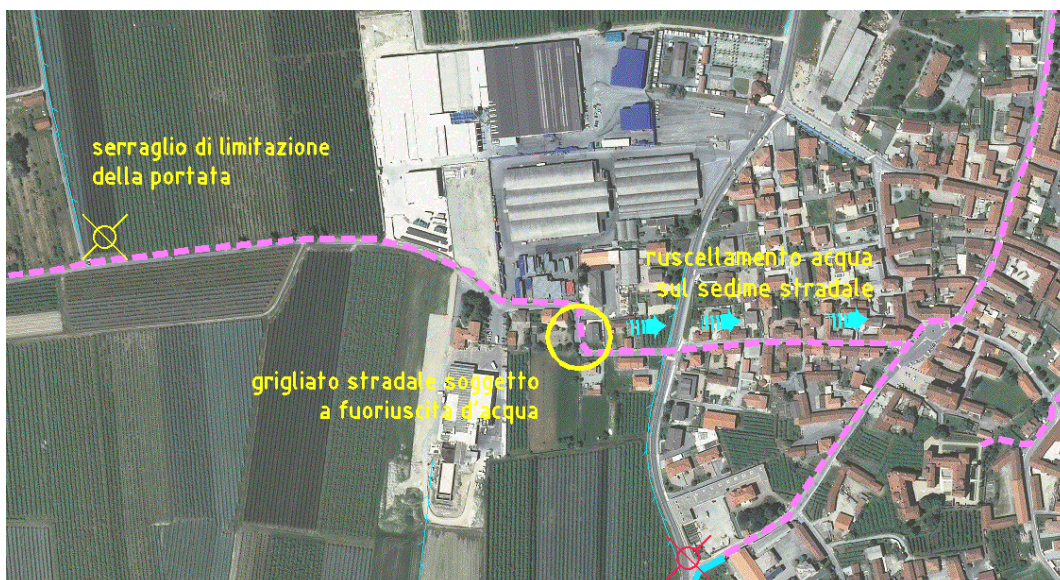 serraglio di limitazione
della portata
ruscellamento acqua
sul sedime stradale
grigliato stradale soggetto
a fuoriuscita d'acqua